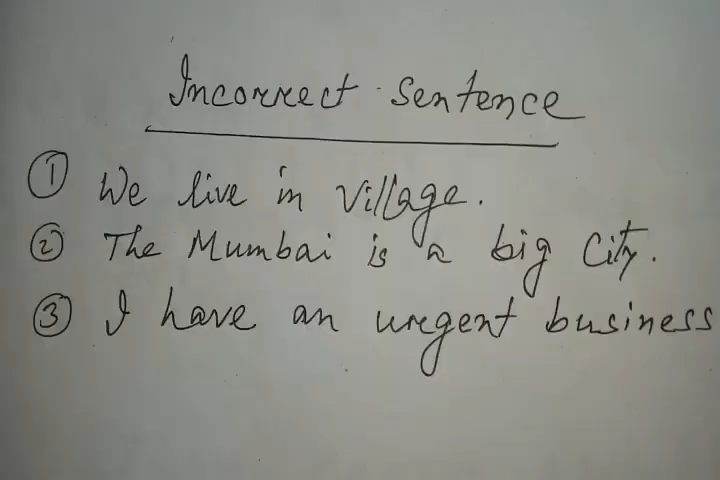 Incorrect Sentence
① We live in Village.
② The Mumbai is a big City.
③ I have an urgent business